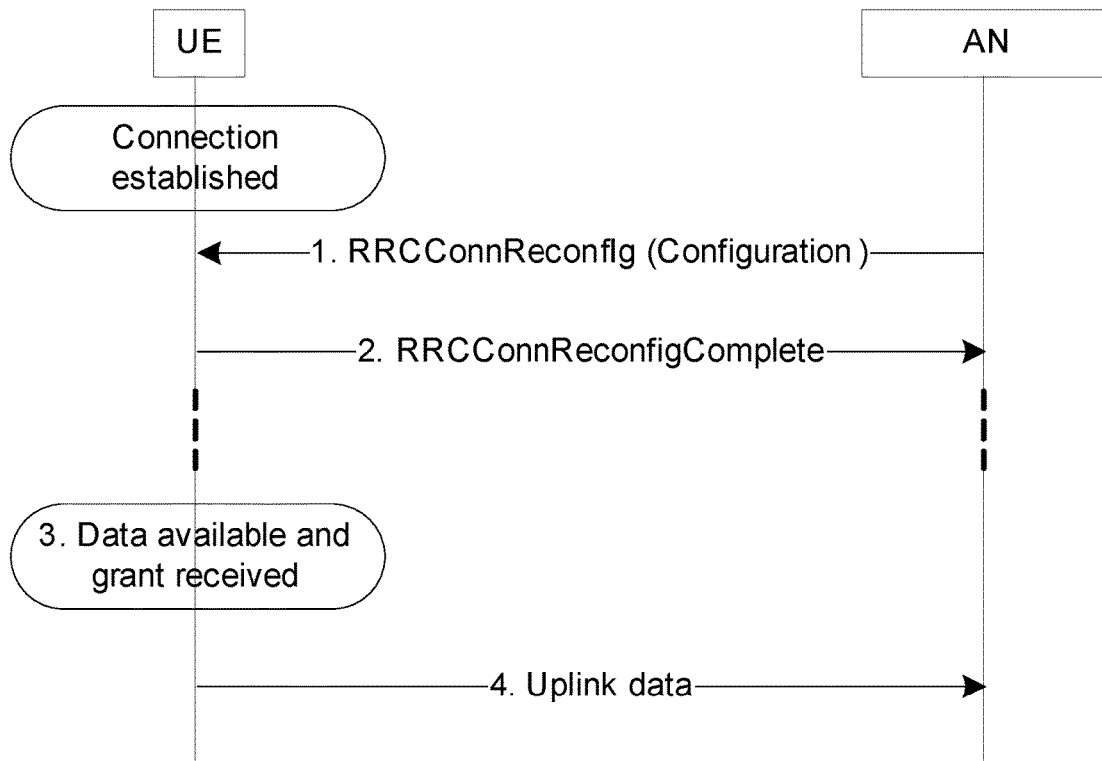 UE
AN
Connection
established
1. RRCConnReconfIg (Configuration )
2. RRCConnReconfigComplete
3. Data available and
grant received
4. Uplink data